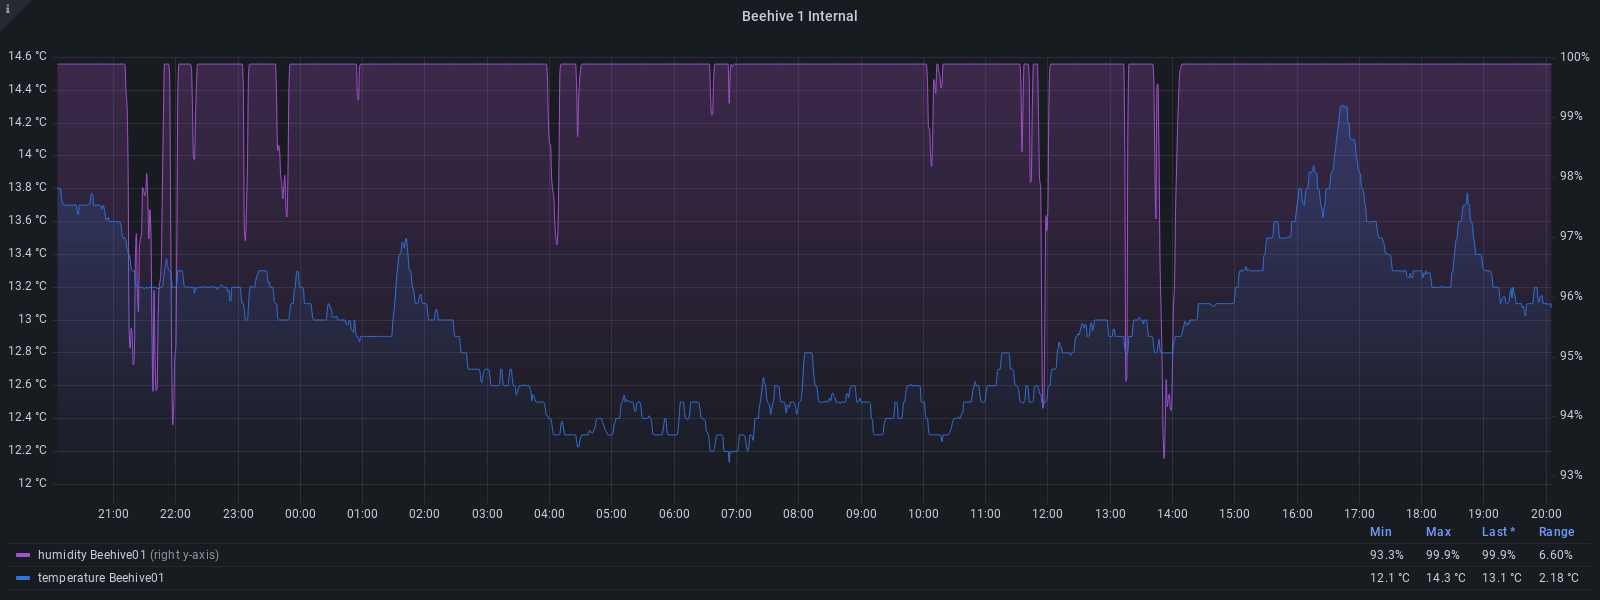 i
Beehive 1 Internal
14.6 °C 100%
14.4 °C
14.2 °C 99%
14 °C
13.8 °C 98%
13.6 °C
13.4 °C 97%
13.2 °C 96%
13 °C
12.8 °C 95%
12.6 °C
12.4 °C 94%
12.2 °C
12 °C 93%
21:00 22:00 23:00 00:00 01:00 02:00 03:00 04:00 05:00 06:00 07:00 08:00 09:00 10:00 11:00 12:00 13:00 14:00 15:00 16:00 17:00 18:00 19:00 20:00
Min Max Last * Range
humidity Beehive01 (right y-axis) 93.3% 99.9% 99.9% 6.60%
temperature Beehive01 12.1 °C 14.3 °C 13.1 °C 2.18 °C